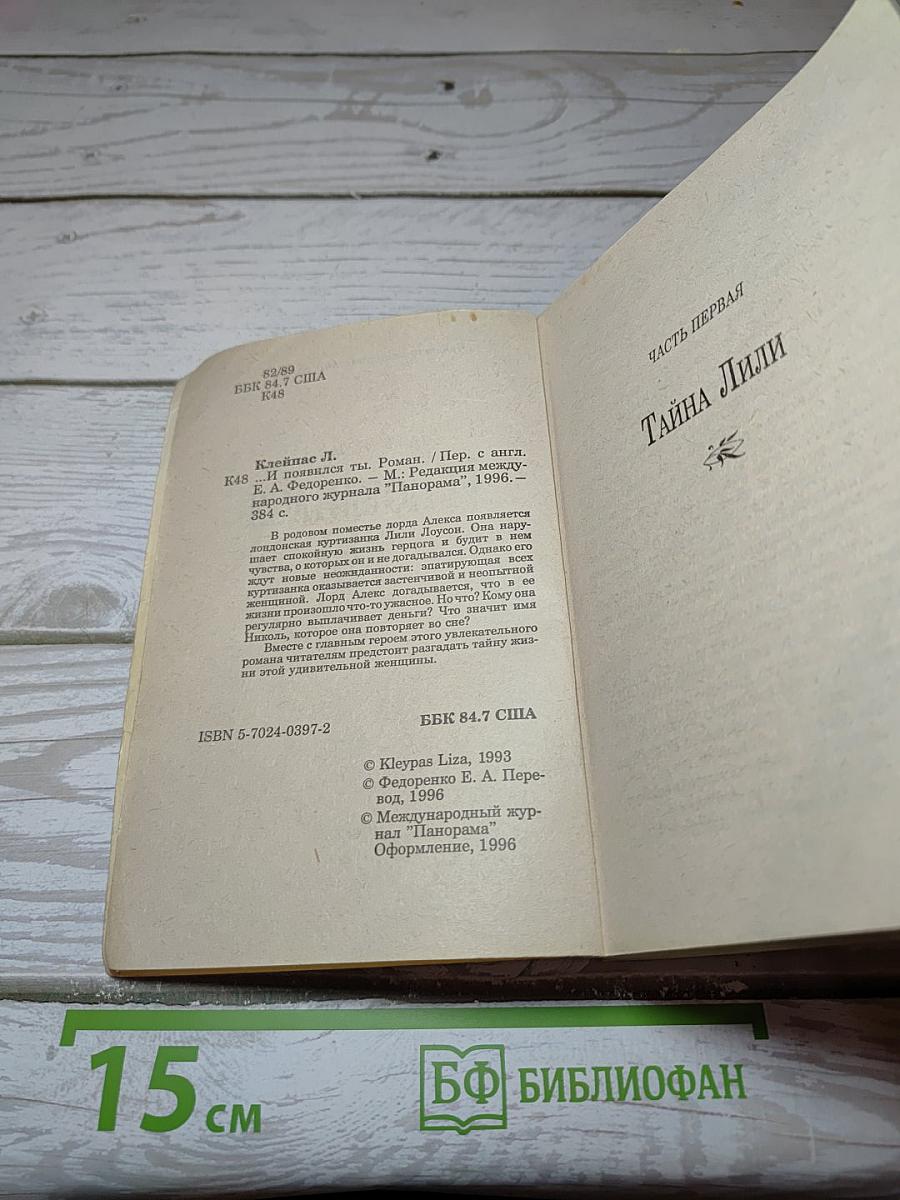 82/89
ББК 84.7 США
К48
Клейпас Л.
К48 ...И появился ты. Роман. / Пер. с англ.
Е. А. Федоренко. — М.: Редакция между-
народного журнала "Панорама", 1996. —
384 с.
В родовом поместье лорда Алекса появляется
лондонская куртизанка Лили Лоусон. Она нару-
шает спокойную жизнь герцога и будит в нем
чувства, о которых он и не догадывался. Однако его
ждут новые неожиданности: эпатирующая всех
куртизанка оказывается застенчивой и неопытной
женщиной. Лорд Алекс догадывается, что в ее
жизни произошло что-то ужасное. Но что? Кому она
регулярно выплачивает деньги? Что значит имя
Николь, которое она повторяет во сне?
Вместе с главным героем этого увлекательного
романа читателям предстоит разгадать тайну жиз-
ни этой удивительной женщины.
ББК 84.7 США
ISBN 5-7024-0397-2
© Kleypas Liza, 1993
© Федоренко Е. А. Пере-
вод, 1996
© Международный жур-
нал "Панорама"
Оформление, 1996
ЧАСТЬ ПЕРВАЯ
ТАЙНА ЛИЛИ
15 см
БФ БИБЛИОФАН